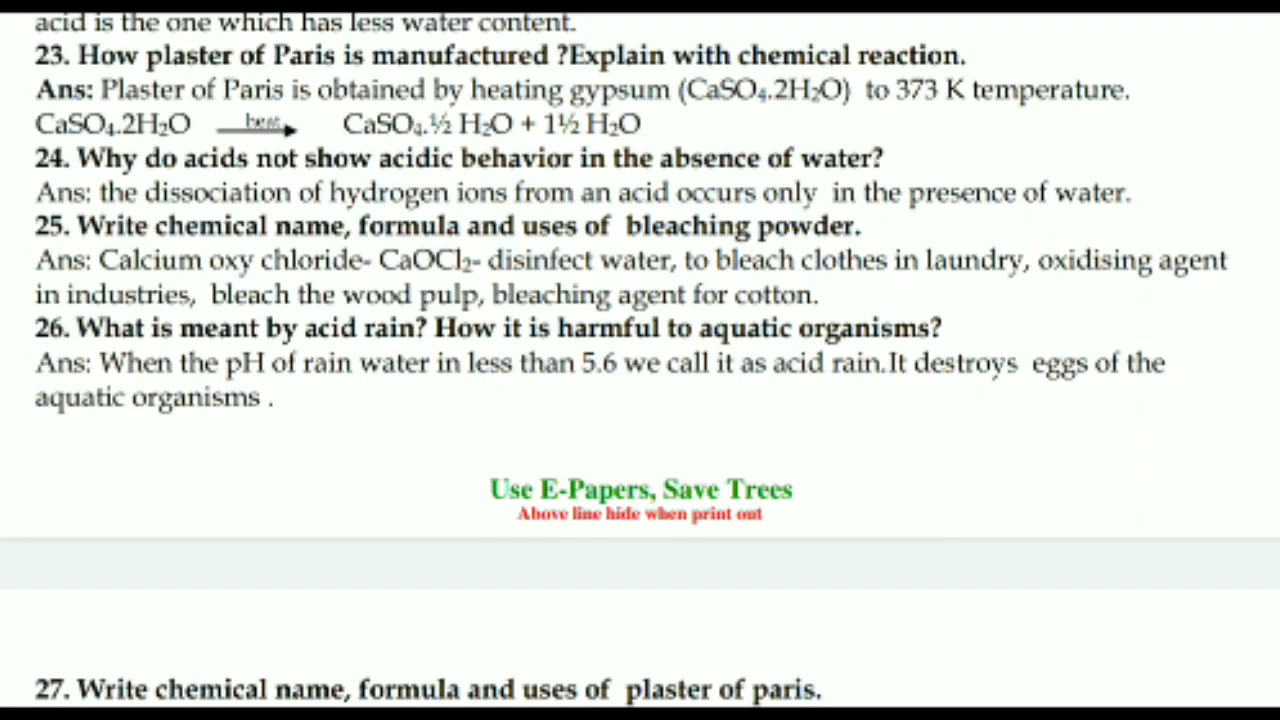 acid is the one which has less water content.
23. How plaster of Paris is manufactured ?Explain with chemical reaction.
Ans: Plaster of Paris is obtained by heating gypsum (CaSO₄.2H₂O) to 373 K temperature.
CaSO₄.2H₂O heat CaSO₄.½ H₂O + 1½ H₂O
24. Why do acids not show acidic behavior in the absence of water?
Ans: the dissociation of hydrogen ions from an acid occurs only in the presence of water.
25. Write chemical name, formula and uses of bleaching powder.
Ans: Calcium oxy chloride- CaOCl₂- disinfect water, to bleach clothes in laundry, oxidising agent
in industries, bleach the wood pulp, bleaching agent for cotton.
26. What is meant by acid rain? How it is harmful to aquatic organisms?
Ans: When the pH of rain water in less than 5.6 we call it as acid rain.It destroys eggs of the
aquatic organisms .
Use E-Papers, Save Trees
Above line hide when print out
27. Write chemical name, formula and uses of plaster of paris.